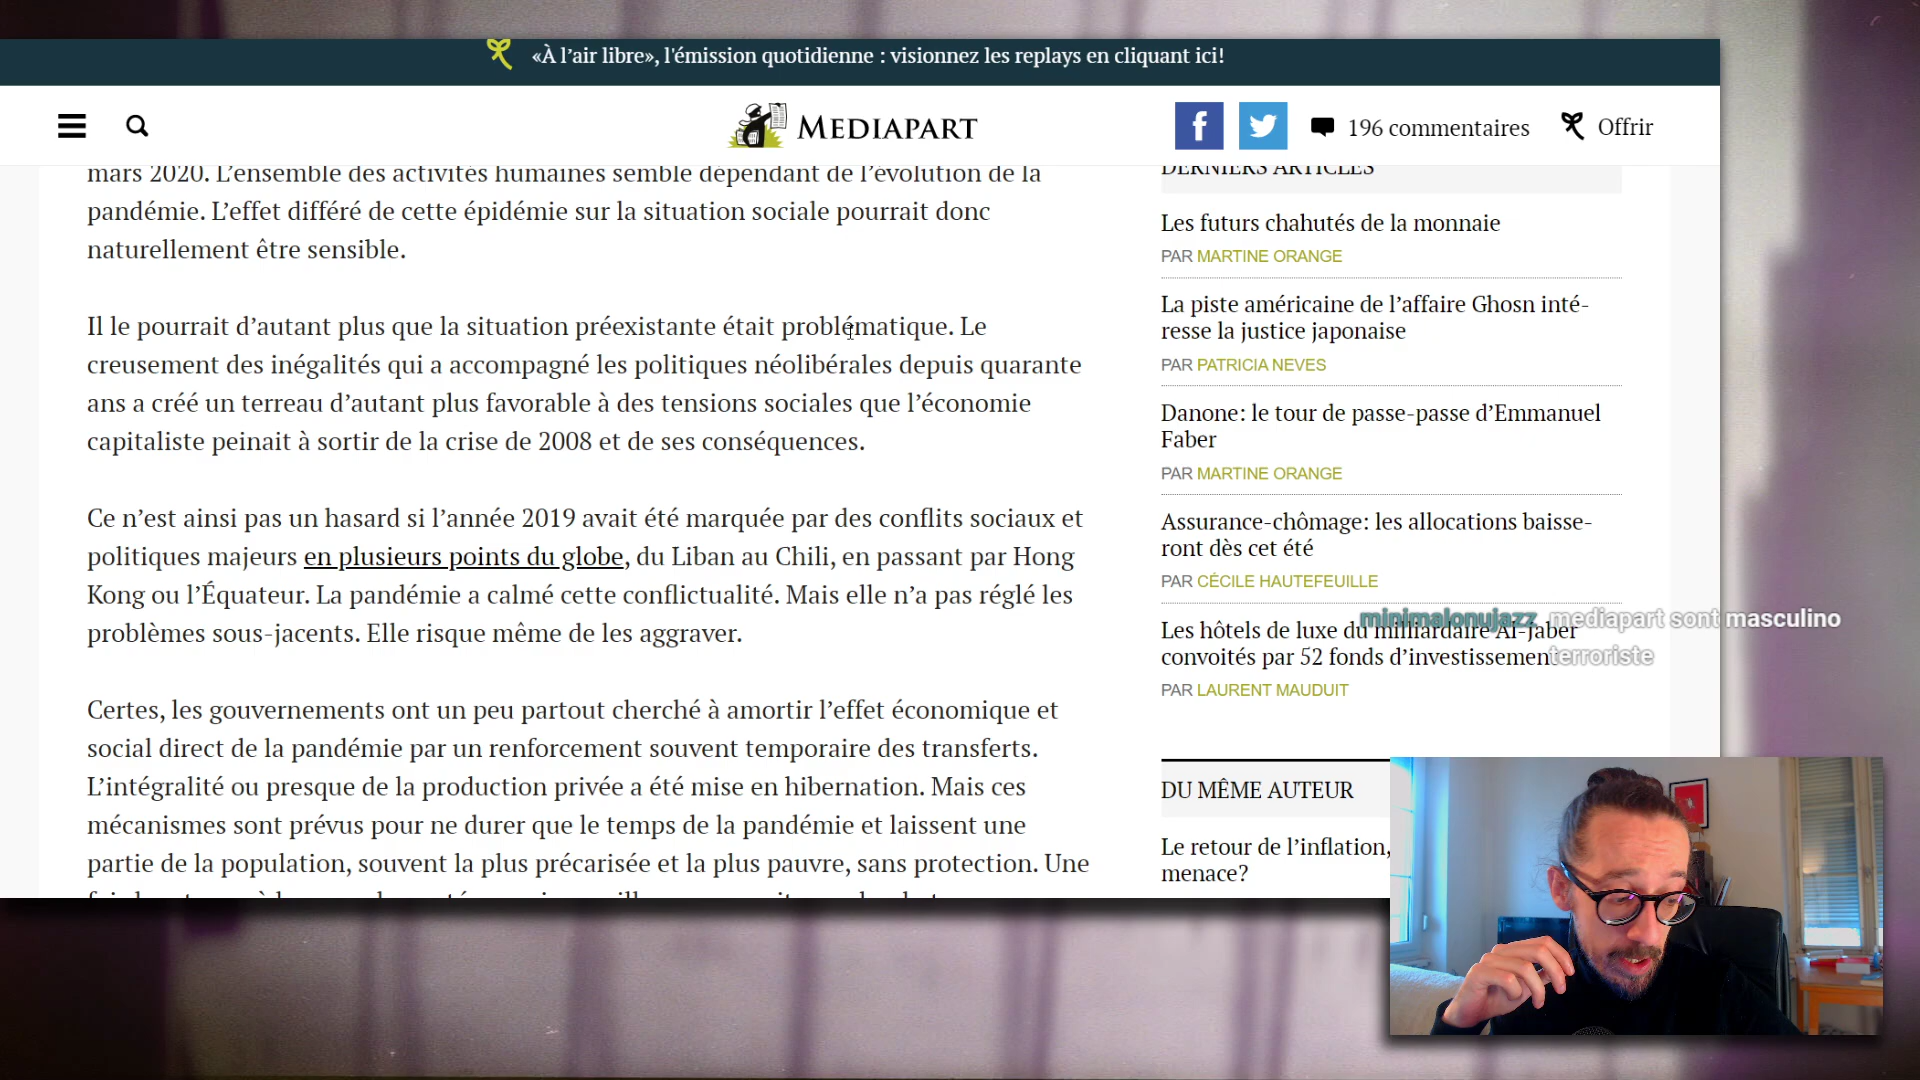 «À l’air libre», l'émission quotidienne : visionnez les replays en cliquant ici!
MEDIAPART
196 commentaires
Offrir
mars 2020. L’ensemble des activités humaines semble dépendant de l’évolution de la
pandémie. L’effet différé de cette épidémie sur la situation sociale pourrait donc
naturellement être sensible.
Il le pourrait d’autant plus que la situation préexistante était problématique. Le
creusement des inégalités qui a accompagné les politiques néolibérales depuis quarante
ans a créé un terreau d’autant plus favorable à des tensions sociales que l’économie
capitaliste peinait à sortir de la crise de 2008 et de ses conséquences.
Ce n’est ainsi pas un hasard si l’année 2019 avait été marquée par des conflits sociaux et
politiques majeurs en plusieurs points du globe, du Liban au Chili, en passant par Hong
Kong ou l’Équateur. La pandémie a calmé cette conflictualité. Mais elle n’a pas réglé les
problèmes sous-jacents. Elle risque même de les aggraver.
Certes, les gouvernements ont un peu partout cherché à amortir l’effet économique et
social direct de la pandémie par un renforcement souvent temporaire des transferts.
L’intégralité ou presque de la production privée a été mise en hibernation. Mais ces
mécanismes sont prévus pour ne durer que le temps de la pandémie et laissent une
partie de la population, souvent la plus précarisée et la plus pauvre, sans protection. Une
DERNIERS ARTICLES
Les futurs chahutés de la monnaie
PAR MARTINE ORANGE
La piste américaine de l’affaire Ghosn inté-
resse la justice japonaise
PAR PATRICIA NEVES
Danone: le tour de passe-passe d’Emmanuel
Faber
PAR MARTINE ORANGE
Assurance-chômage: les allocations baisse-
ront dès cet été
PAR CÉCILE HAUTEFEUILLE
Les hôtels de luxe du milliardaire Al-Jaber
convoités par 52 fonds d’investissement
PAR LAURENT MAUDUIT
minimalonujazz mediapart sont masculino
terroriste
DU MÊME AUTEUR
Le retour de l’inflation,
menace?